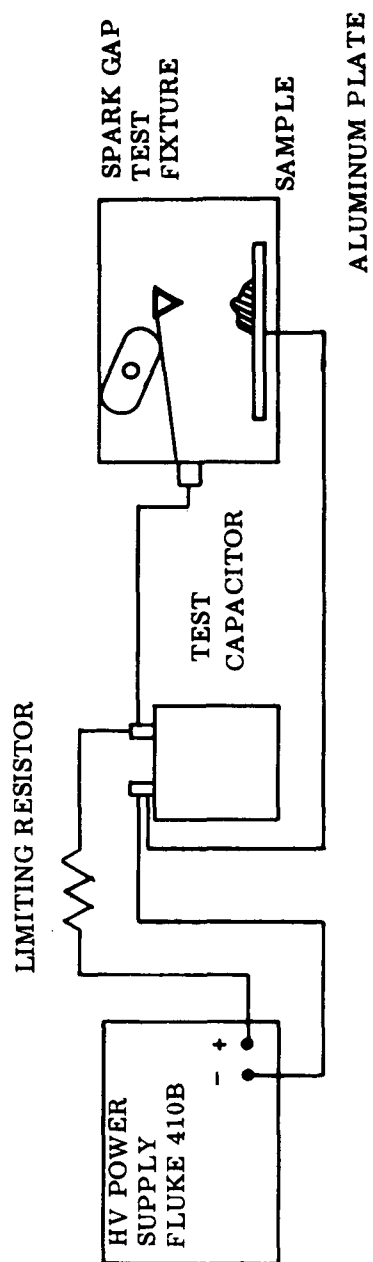 HV POWER
SUPPLY
FLUKE 410B
- +
LIMITING RESISTOR
TEST
CAPACITOR
SPARK GAP
TEST
FIXTURE
SAMPLE
ALUMINUM PLATE